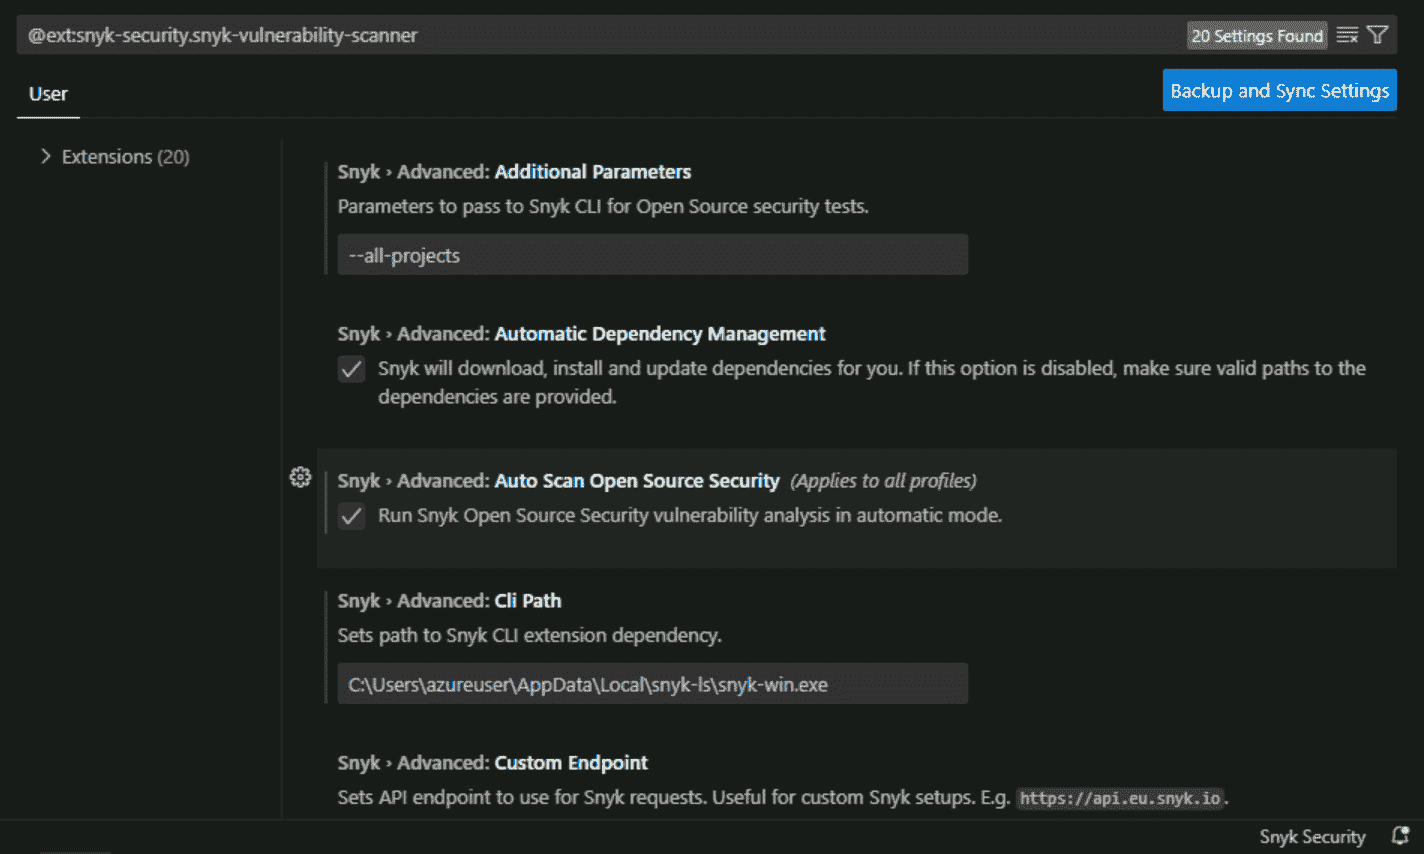 @ext:snyk-security.snyk-vulnerability-scanner
20 Settings Found
User
Backup and Sync Settings
Extensions (20)
Snyk › Advanced: Additional Parameters
Parameters to pass to Snyk CLI for Open Source security tests.
--all-projects
Snyk › Advanced: Automatic Dependency Management
Snyk will download, install and update dependencies for you. If this option is disabled, make sure valid paths to the
dependencies are provided.
Snyk › Advanced: Auto Scan Open Source Security (Applies to all profiles)
Run Snyk Open Source Security vulnerability analysis in automatic mode.
Snyk › Advanced: Cli Path
Sets path to Snyk CLI extension dependency.
C:\Users\azureuser\AppData\Local\snyk-ls\snyk-win.exe
Snyk › Advanced: Custom Endpoint
Sets API endpoint to use for Snyk requests. Useful for custom Snyk setups. E.g. https://api.eu.snyk.io.
Snyk Security